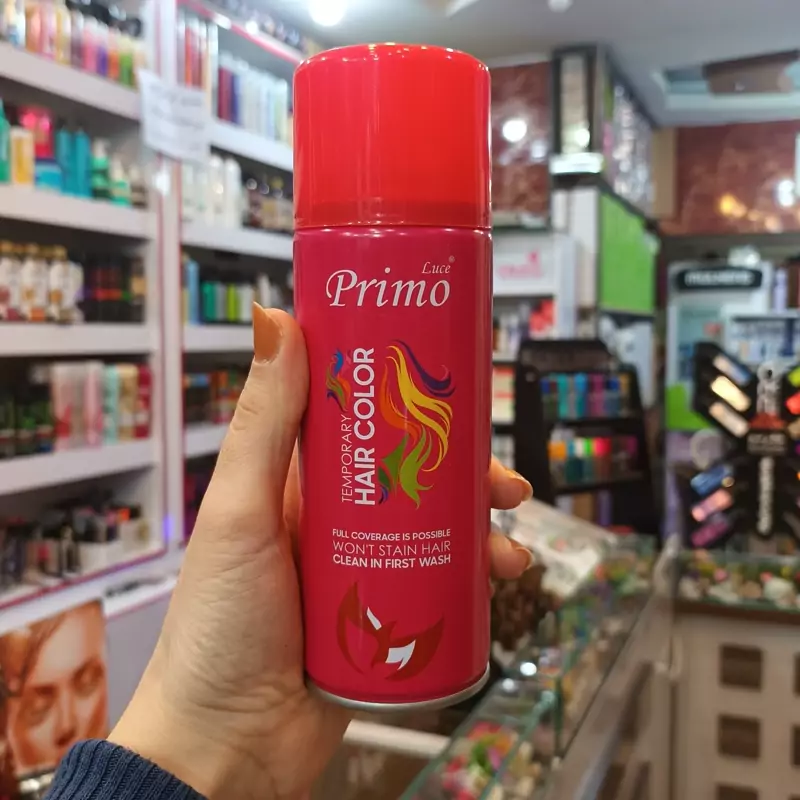 Luce®
Primo
TEMPORARY
HAIR COLOR
FULL COVERAGE IS POSSIBLE
WON'T STAIN HAIR
CLEAN IN FIRST WASH